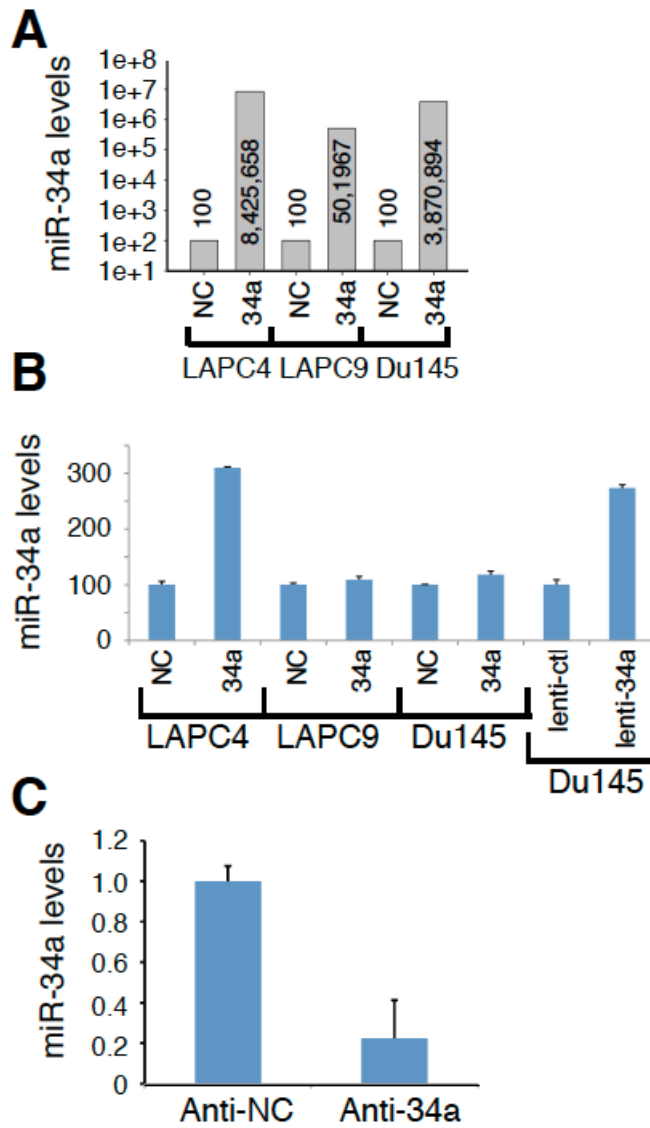 A
miR-34a levels
1e+8
1e+7
1e+6
1e+5
1e+4
1e+3
1e+2
1e+1
100
8,425,658
100
50,1967
100
3,870,894
NC
34a
NC
34a
NC
34a
LAPC4 LAPC9 Du145
B
miR-34a levels
300
200
100
0
NC
34a
NC
34a
NC
34a
lenti-ctl
lenti-34a
LAPC4
LAPC9
Du145
Du145
C
miR-34a levels
1.2
1.0
0.8
0.6
0.4
0.2
0
Anti-NC
Anti-34a